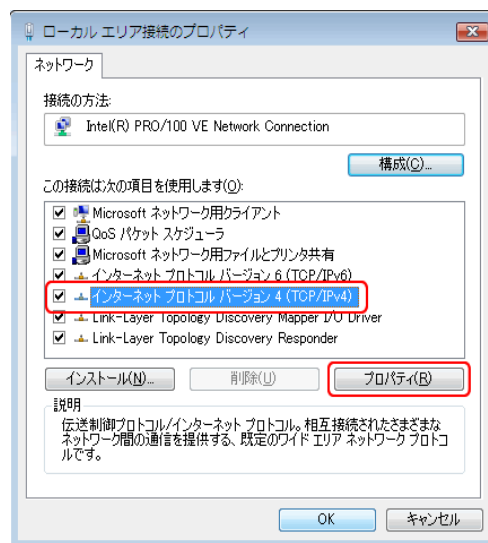 ローカル エリア接続のプロパティ
ネットワーク
接続の方法:
Intel(R) PRO/100 VE Network Connection
構成(C)...
この接続は次の項目を使用します(O):
Microsoft ネットワーク用クライアント
QoS パケット スケジューラ
Microsoft ネットワーク用ファイルとプリンタ共有
インターネット プロトコル バージョン 6 (TCP/IPv6)
インターネット プロトコル バージョン 4 (TCP/IPv4)
Link-Layer Topology Discovery Mapper I/O Driver
Link-Layer Topology Discovery Responder
インストール(N)...
削除(U)
プロパティ(R)
説明
伝送制御プロトコル/インターネット プロトコル。相互接続されたさまざまな
ネットワーク間の通信を提供する、既定のワイド エリア ネットワーク プロトコ
ルです。
OK
キャンセル